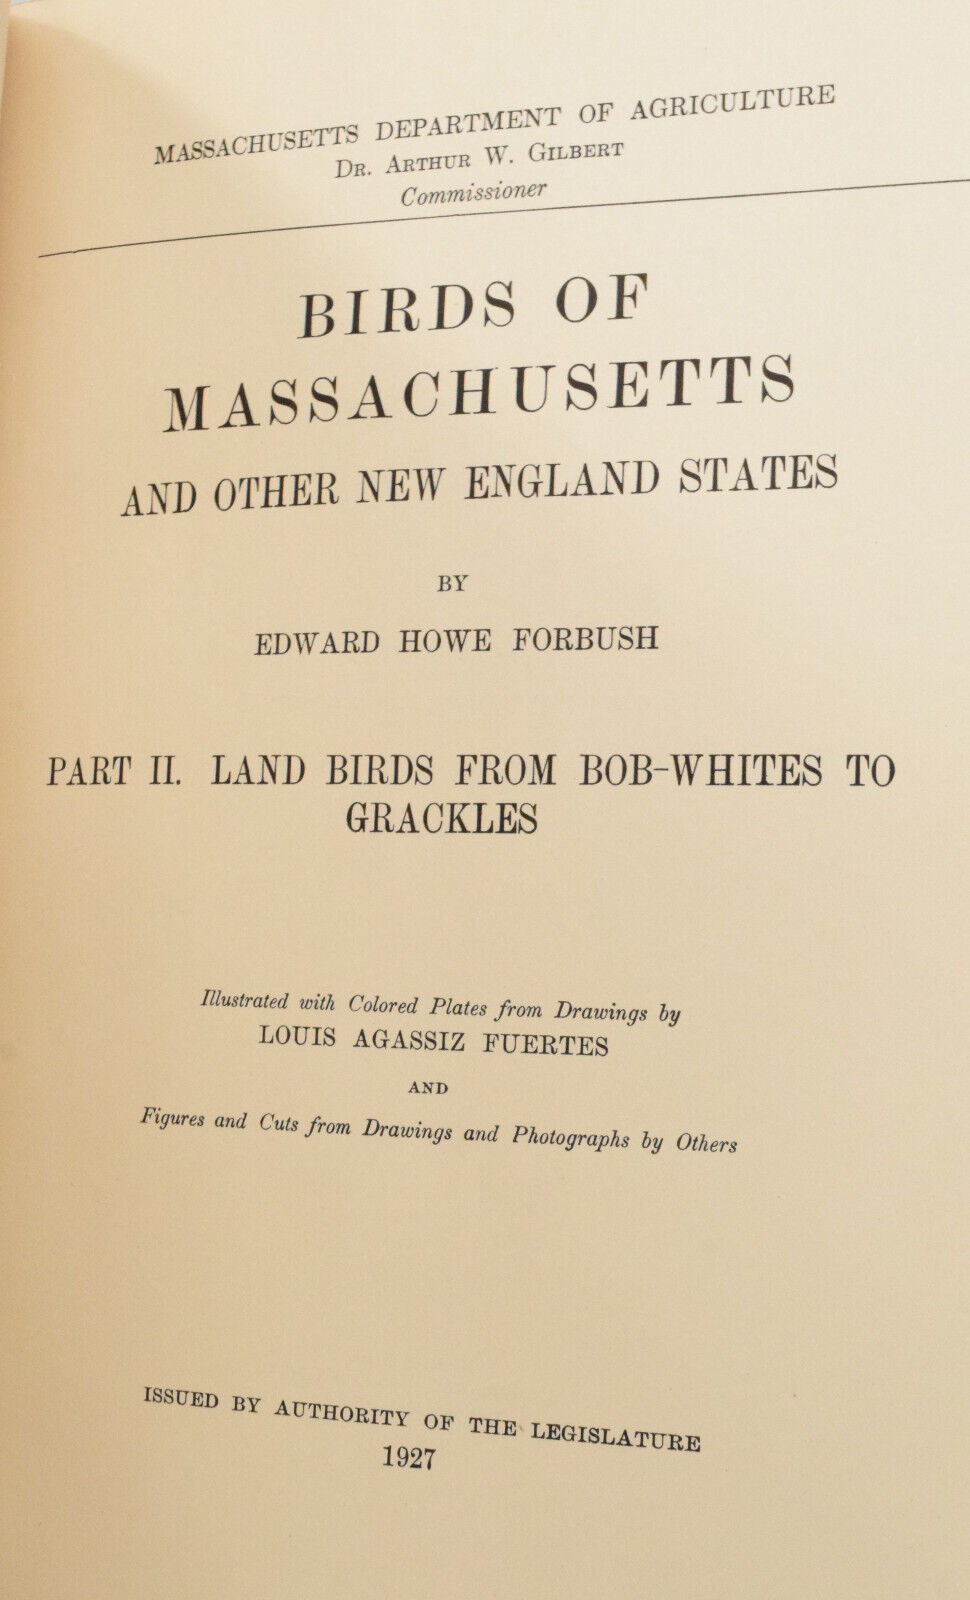 MASSACHUSETTS DEPARTMENT OF AGRICULTURE
DR. ARTHUR W. GILBERT
Commissioner
BIRDS OF
MASSACHUSETTS
AND OTHER NEW ENGLAND STATES
BY
EDWARD HOWE FORBUSH
PART II. LAND BIRDS FROM BOB-WHITES TO
GRACKLES
Illustrated with Colored Plates from Drawings by
LOUIS AGASSIZ FUERTES
AND
Figures and Cuts from Drawings and Photographs by Others
ISSUED BY AUTHORITY OF THE LEGISLATURE
1927